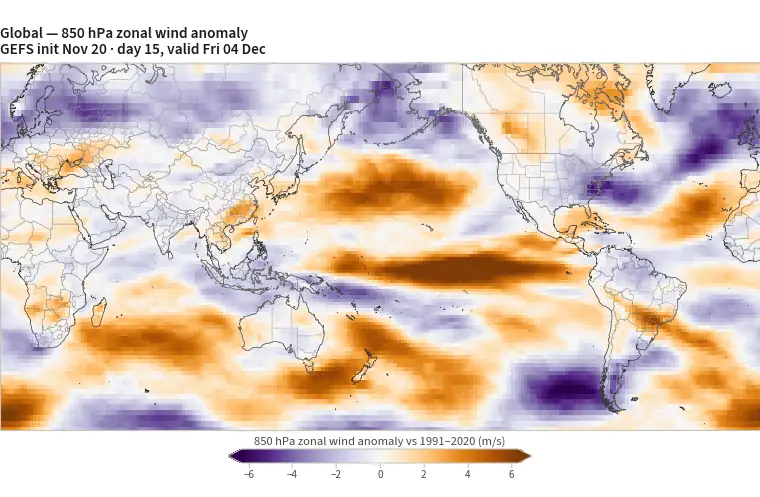 Global — 850 hPa zonal wind anomaly
GEFS init Nov 20 · day 15, valid Fri 04 Dec
850 hPa zonal wind anomaly vs 1991–2020 (m/s)
−6 −4 −2 0 2 4 6